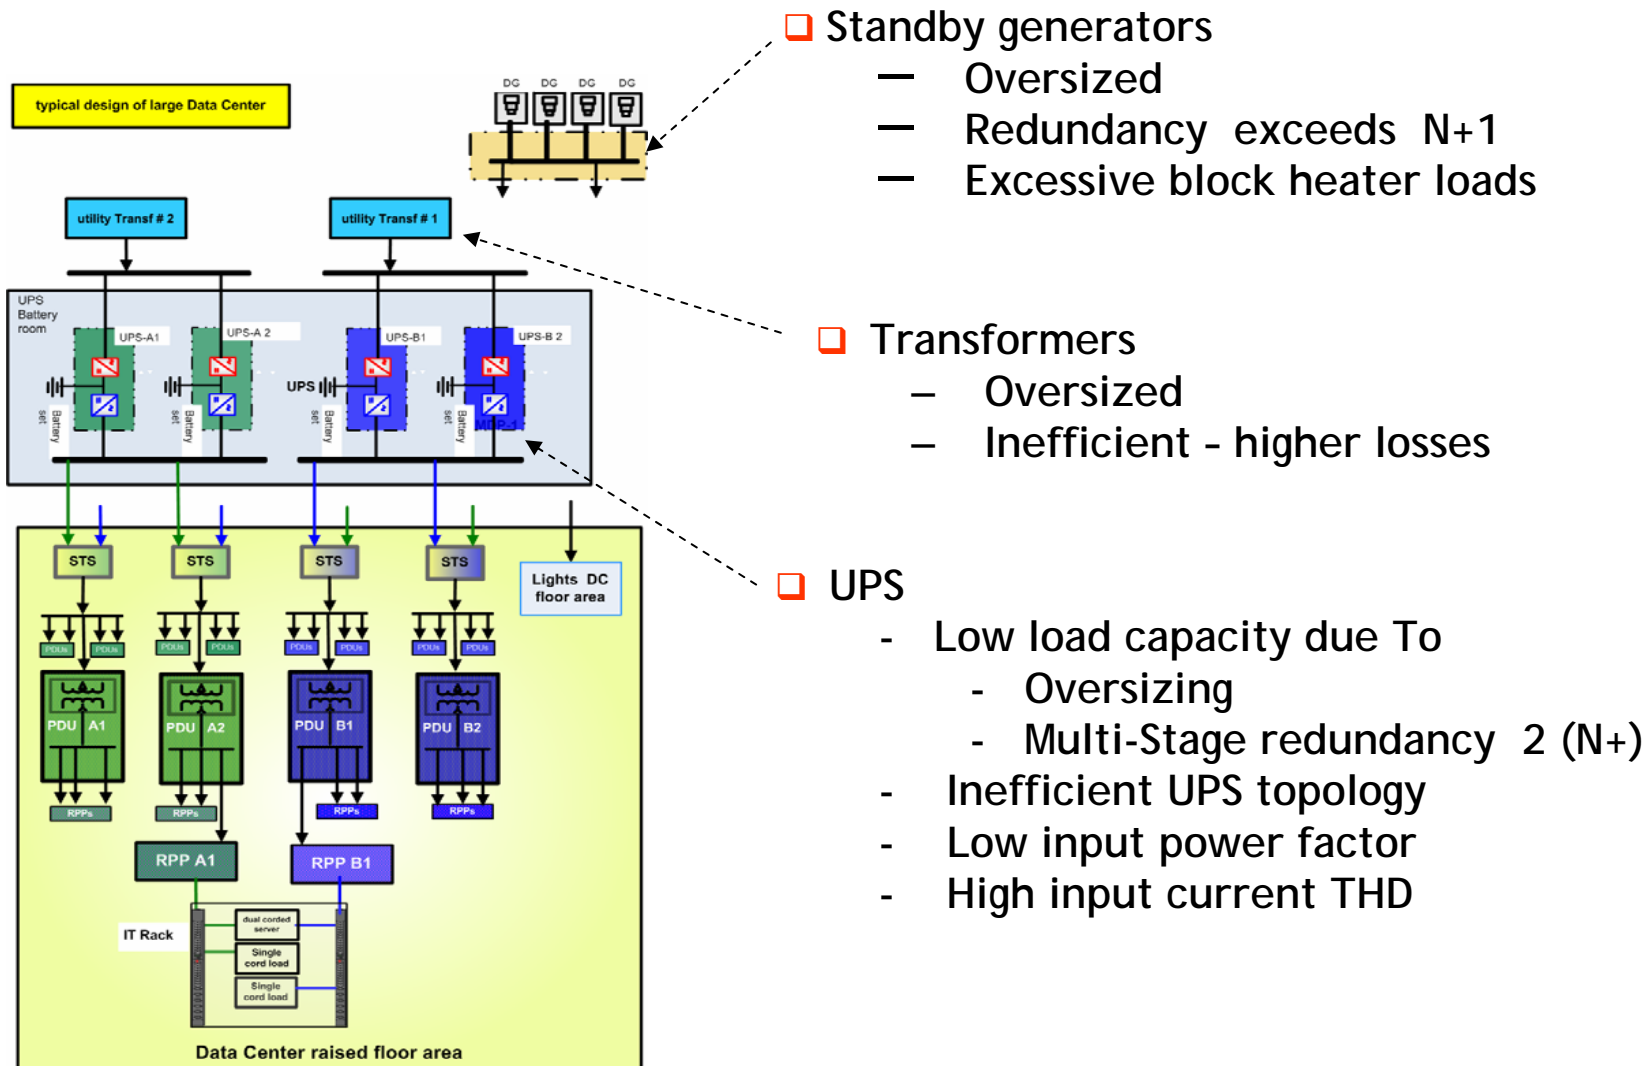 Standby generators
— Oversized
— Redundancy exceeds N+1
— Excessive block heater loads
typical design of large Data Center
DG DG DG DG
utility Transf # 2
utility Transf # 1
UPS
Battery
room
UPS-A1
UPS-A 2
UPS-B1
UPS-B 2
UPS
Battery
set
Battery
set
Battery
set
Battery
set
MDP-1
Transformers
– Oversized
– Inefficient - higher losses
STS
STS
STS
STS
Lights DC
floor area
PDUs PDUs
PDUs PDUs
PDUs PDUs
PDUs PDUs
PDU A1
PDU A2
PDU B1
PDU B2
RPPs
RPPs
RPPs
RPPs
RPP A1
RPP B1
IT Rack
dual corded
server
Single
cord load
Single
cord load
Data Center raised floor area
UPS
- Low load capacity due To
- Oversizing
- Multi-Stage redundancy 2 (N+)
- Inefficient UPS topology
- Low input power factor
- High input current THD